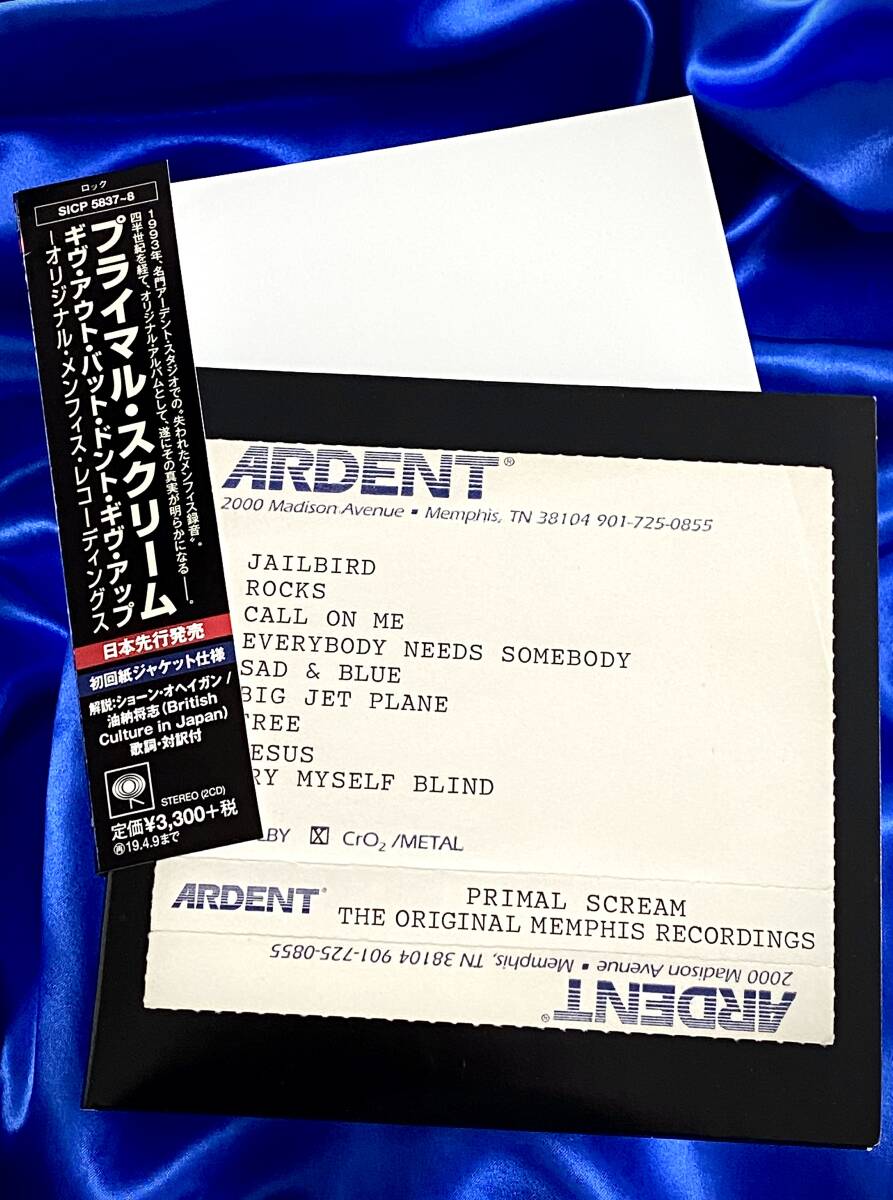 ロック
SICP 5837~8
1993年、名門アーデント・スタジオでの“失われたメンフィス録音”。
四半世紀を経て、オリジナル・アルバムとして、遂にその真実が明らかになる——。
プライマル・スクリーム
ギヴ・アウト・バット・ドント・ギヴ・アップ
−オリジナル・メンフィス・レコーディングス
日本先行発売
初回紙ジャケット仕様
解説:ショーン・オヘイガン/
油納将志(British
Culture in Japan)
歌詞・対訳付
STEREO (2CD)
定価¥3,300+税
㋐19.4.9まで
ARDENT®
2000 Madison Avenue ▪ Memphis, TN 38104 901-725-0855
JAILBIRD
ROCKS
CALL ON ME
EVERYBODY NEEDS SOMEBODY
SAD & BLUE
BIG JET PLANE
REE
ESUS
RY MYSELF BLIND
LBY ☒ CrO₂ /METAL
ARDENT®
PRIMAL SCREAM
THE ORIGINAL MEMPHIS RECORDINGS
2000 Madison Avenue ▪ Memphis, TN 38104 901-725-0855
ARDENT®